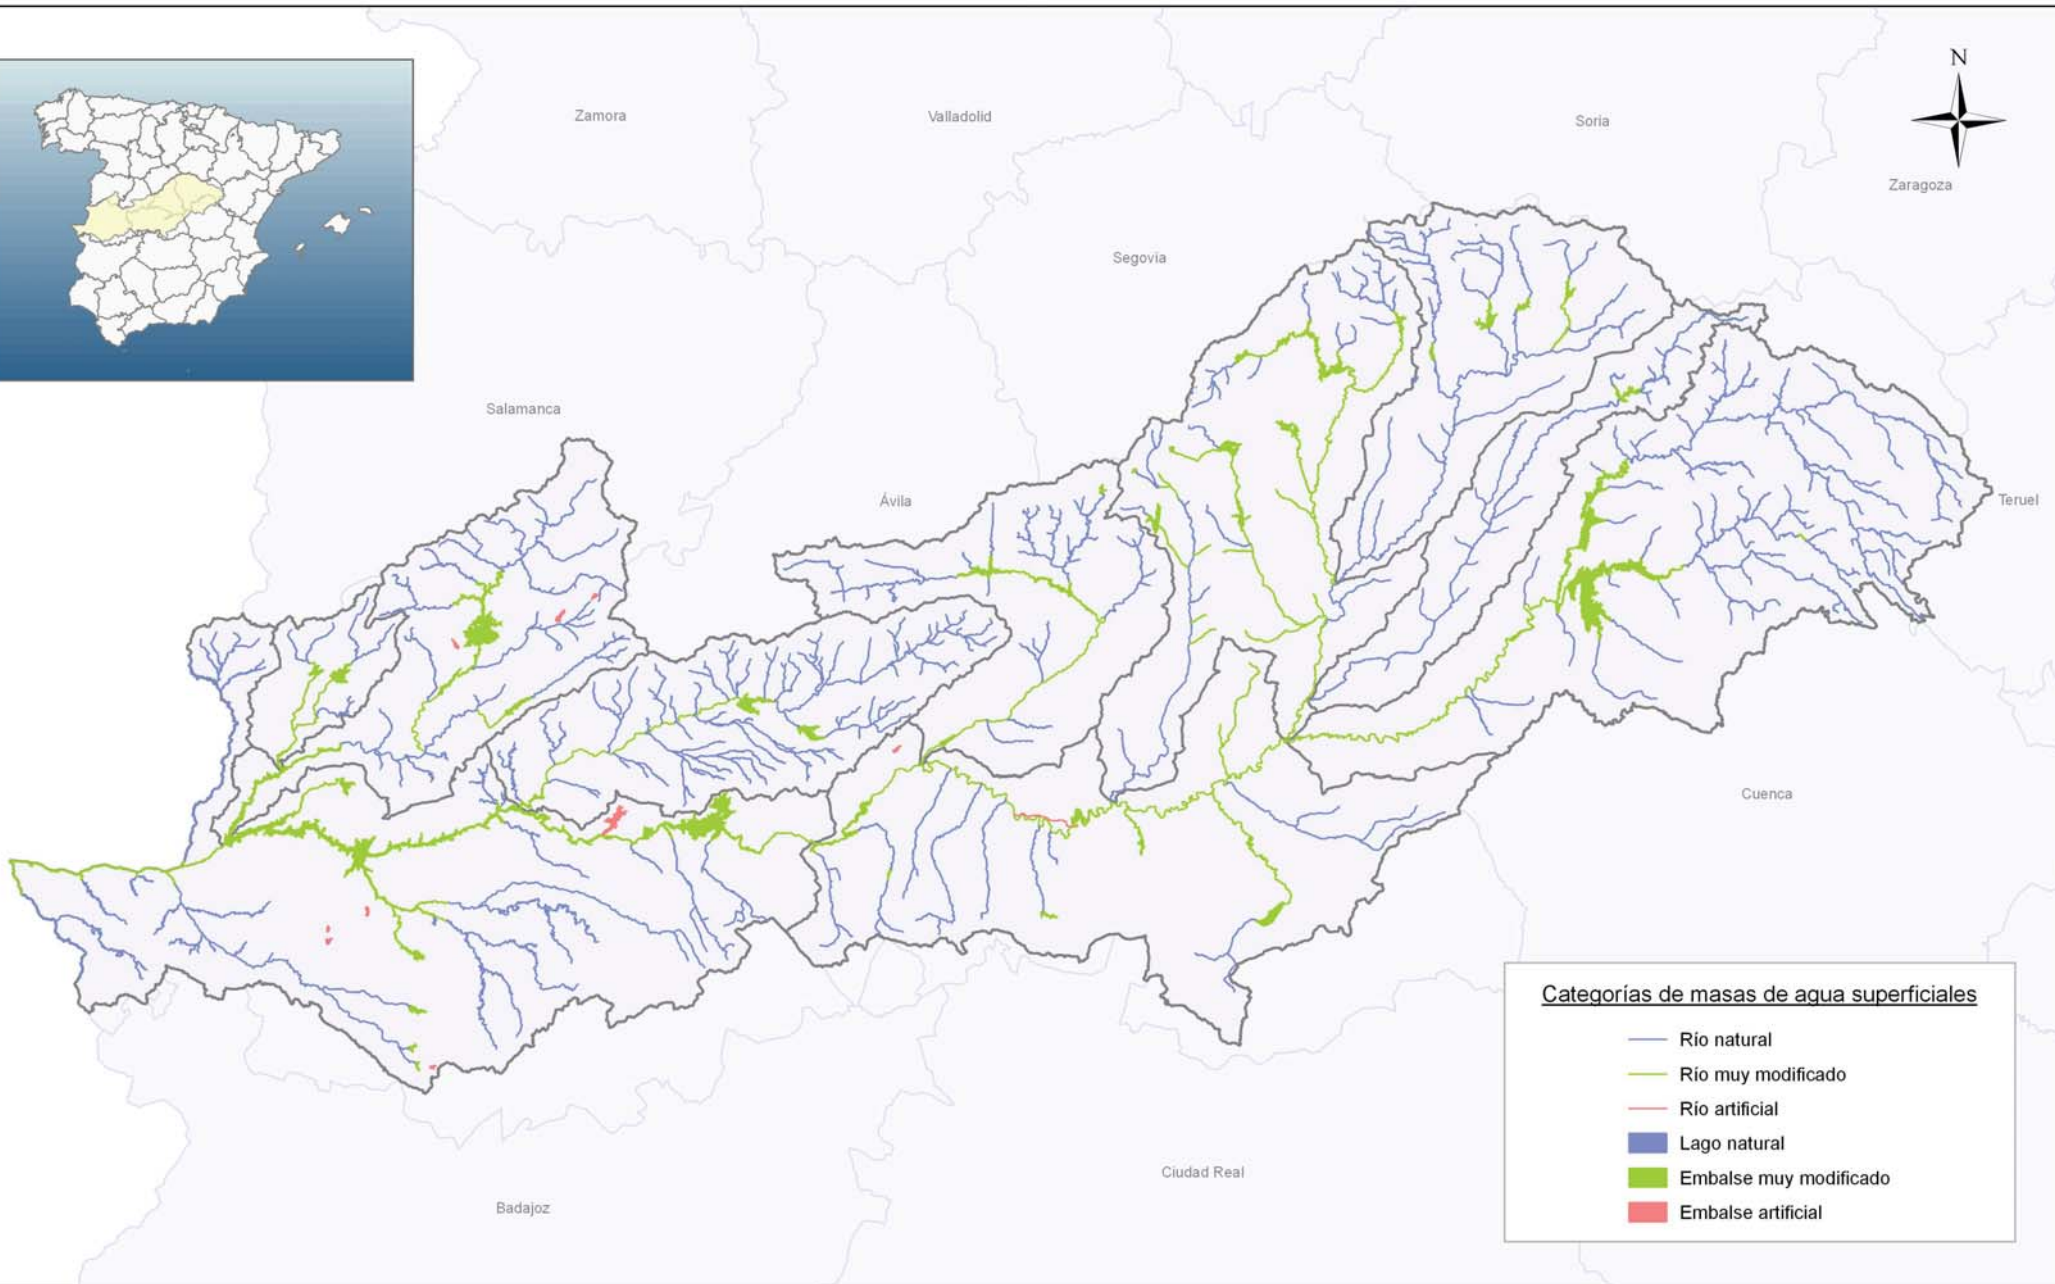 N
Zamora
Valladolid
Soria
Zaragoza
Segovia
Salamanca
Ávila
Teruel
Cuenca
Ciudad Real
Badajoz
Categorías de masas de agua superficiales
Río natural
Río muy modificado
Río artificial
Lago natural
Embalse muy modificado
Embalse artificial